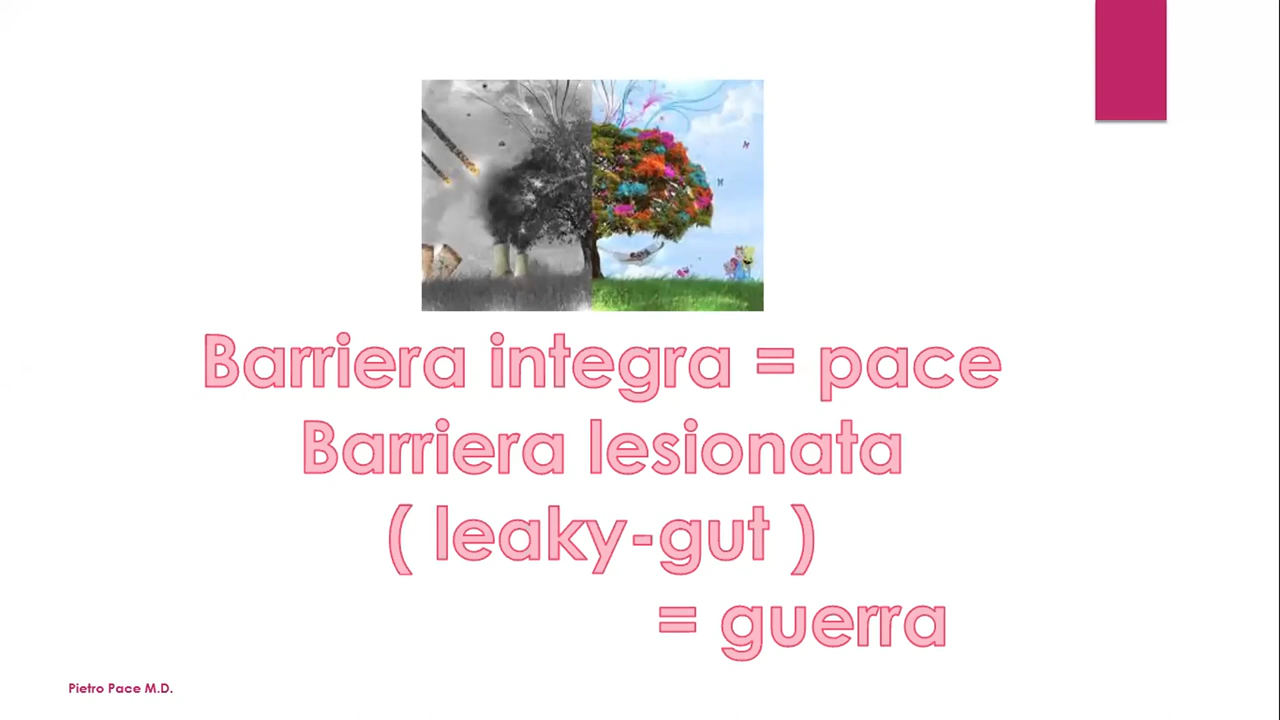 Barriera integra = pace
Barriera lesionata
( leaky-gut )
= guerra
Pietro Pace M.D.